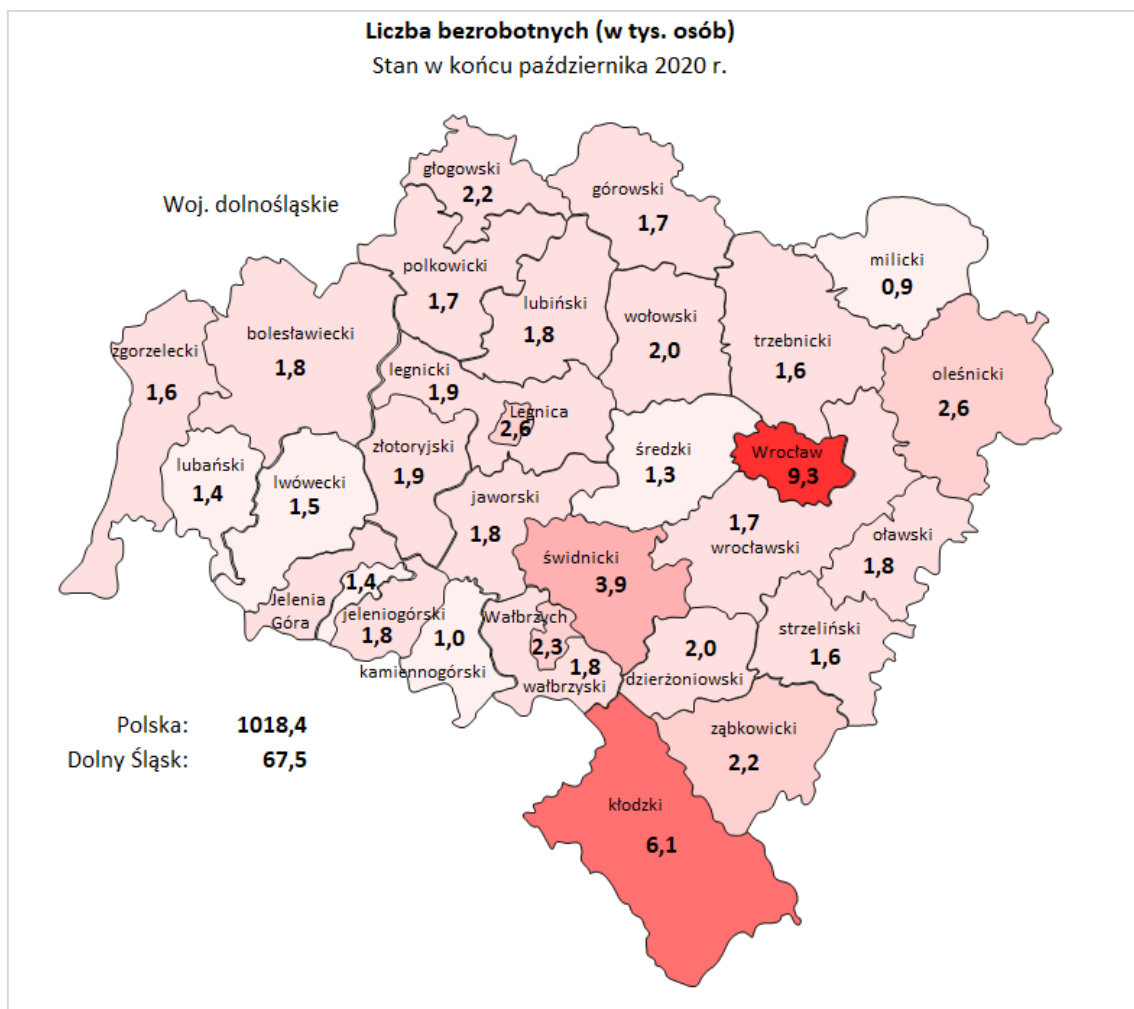 Liczba bezrobotnych (w tys. osób)
Stan w końcu października 2020 r.
Woj. dolnośląskie
głogowski
2,2
górowski
1,7
milicki
0,9
polkowicki
1,7
lubiński
1,8
wołowski
2,0
trzebnicki
1,6
oleśnicki
2,6
bolesławiecki
1,8
zgorzelecki
1,6
legnicki
1,9
Legnica
2,6
złotoryjski
1,9
średzki
1,3
Wrocław
9,3
lubański
1,4
lwówecki
1,5
jaworski
1,8
1,7
wrocławski
oławski
1,8
świdnicki
3,9
1,4
Jelenia
Góra
jeleniogórski
1,8
1,0
kamiennogórski
Wałbrzych
2,3
1,8
wałbrzyski
2,0
dzierżoniowski
strzeliński
1,6
ząbkowicki
2,2
Polska: 1018,4
Dolny Śląsk: 67,5
kłodzki
6,1